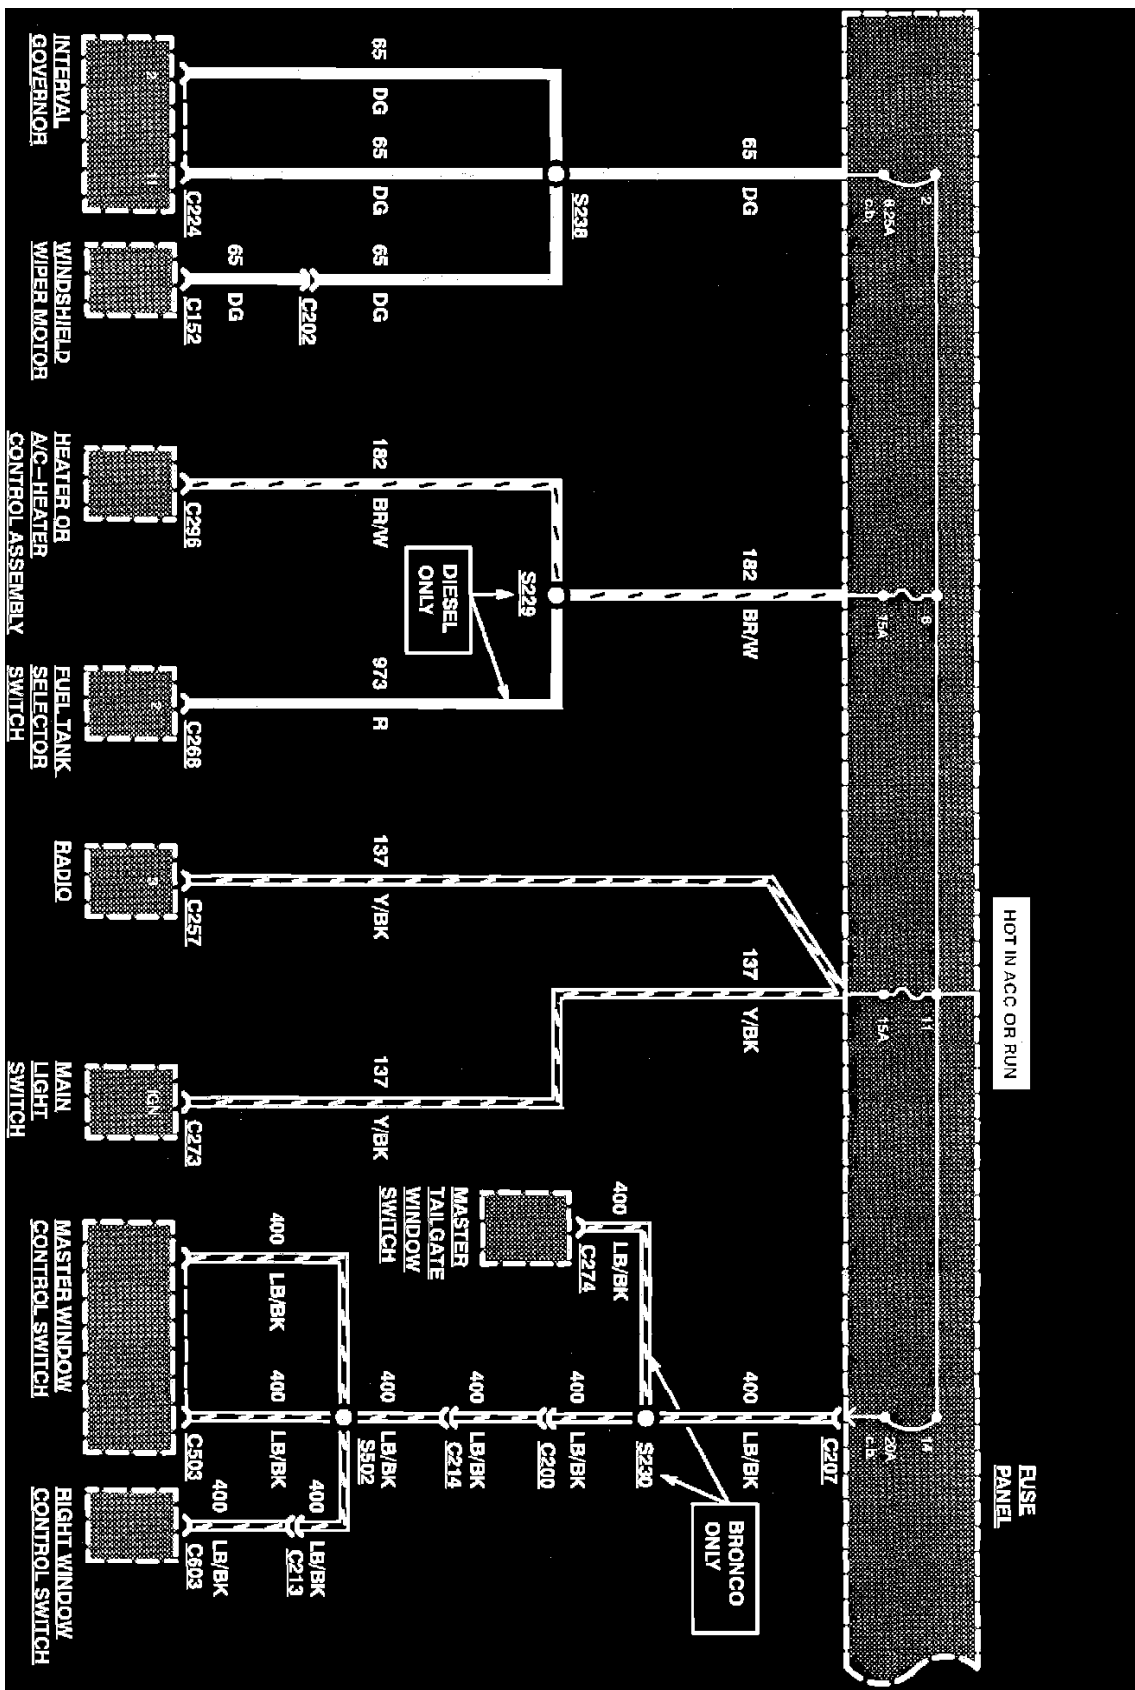 HOT IN ACC OR RUN
FUSE
PANEL
2
6.25A
c.b.
6
15A
11
15A
14
20A
c.b.
65 DG
182 BR/W
137 Y/BK
C207
400 LB/BK
BRONCO
ONLY
S238
S229
DIESEL
ONLY
S230
400 LB/BK
C274
MASTER
TAILGATE
WINDOW
SWITCH
C200
400 LB/BK
400 LB/BK
C214
400 LB/BK
S502
65 DG
65 DG
65 DG
C202
65 DG
182 BR/W
973 R
137 Y/BK
137 Y/BK
400 LB/BK
400 LB/BK
400 LB/BK
C213
400 LB/BK
C224
C152
C296
C268
C257
C273
C503
C603
11
2
3
IGN
INTERVAL
GOVERNOR
WINDSHIELD
WIPER MOTOR
HEATER OR
A/C-HEATER
CONTROL ASSEMBLY
FUEL TANK
SELECTOR
SWITCH
RADIO
MAIN
LIGHT
SWITCH
MASTER WINDOW
CONTROL SWITCH
RIGHT WINDOW
CONTROL SWITCH